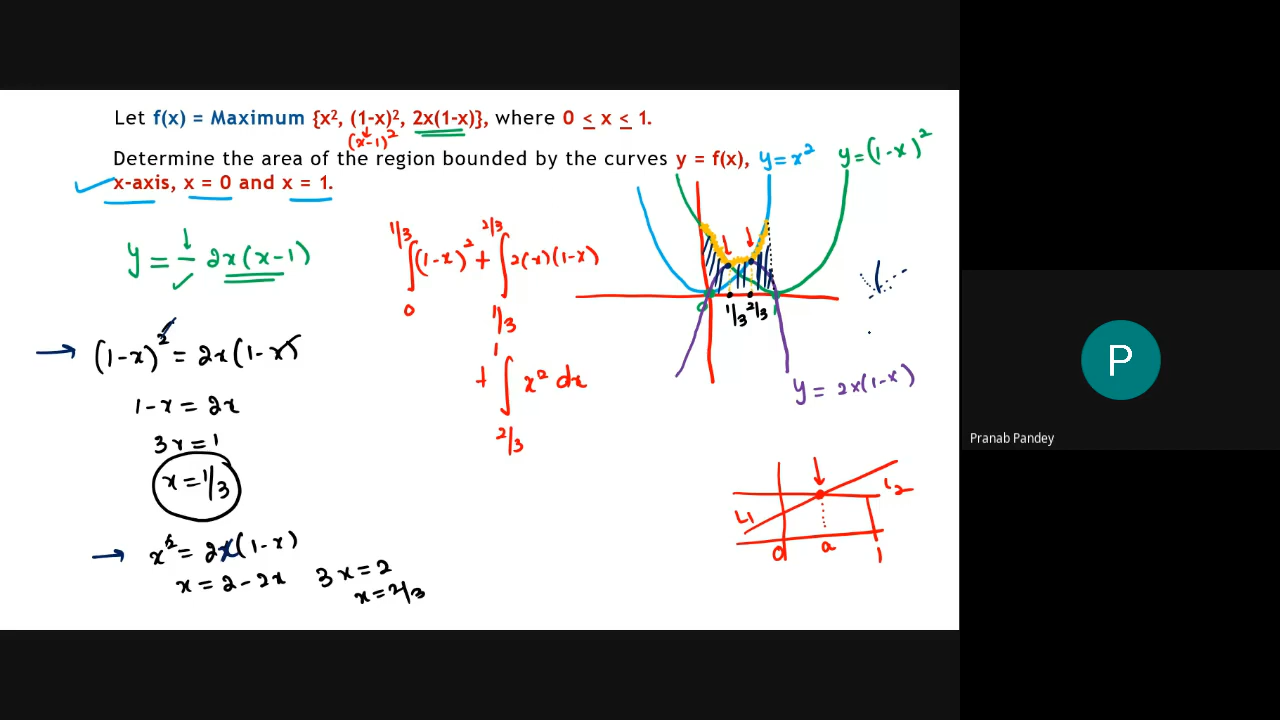 Let f(x) = Maximum {x², (1-x)², 2x(1-x)}, where 0 ≤ x ≤ 1.
(x-1)²
Determine the area of the region bounded by the curves y = f(x),
x-axis, x = 0 and x = 1.
y = x²
y = (1-x)²
y = - 2x(x-1)
∫ 0 1/3 (1-x)² + ∫ 1/3 2/3 2(x)(1-x)
+ ∫ 2/3 1 x² dx
0 1/3 2/3 1
y = 2x(1-x)
(1-x)² = 2x(1-x)
1-x = 2x
3x = 1
x = 1/3
x² = 2x(1-x)
x = 2-2x
3x = 2
x = 2/3
L1 L2
0 a 1
P
Pranab Pandey